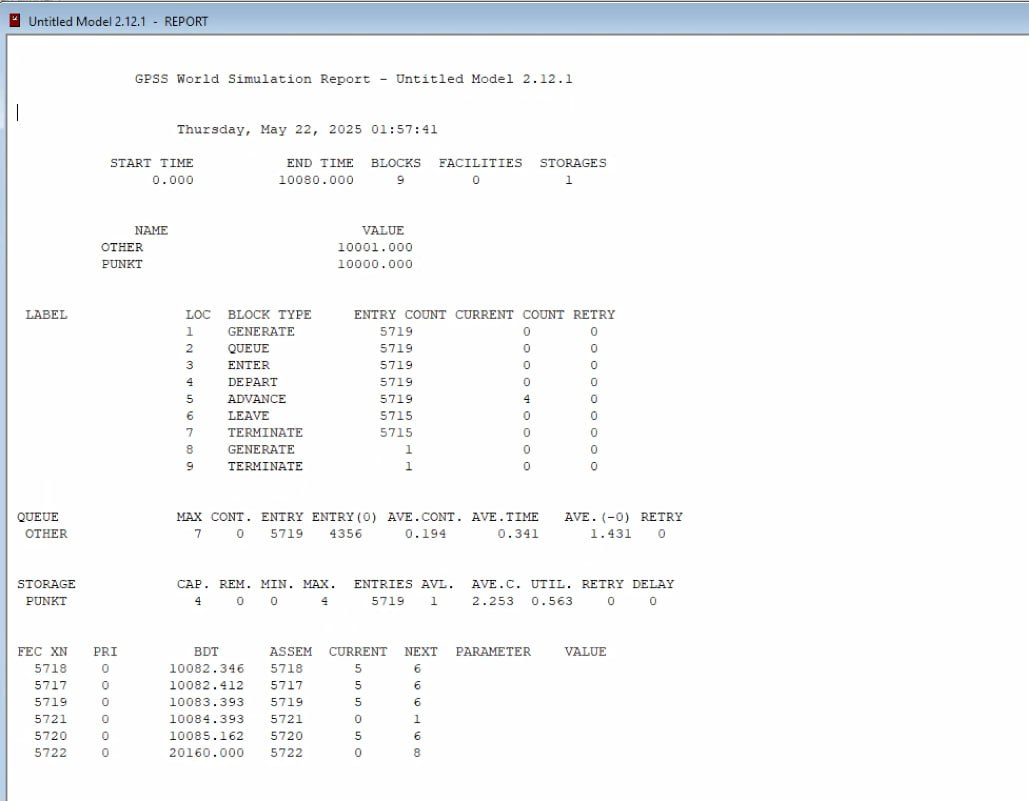 Untitled Model 2.12.1 - REPORT
GPSS World Simulation Report - Untitled Model 2.12.1
Thursday, May 22, 2025 01:57:41
START TIME END TIME BLOCKS FACILITIES STORAGES
0.000 10080.000 9 0 1
NAME VALUE
OTHER 10001.000
PUNKT 10000.000
LABEL LOC BLOCK TYPE ENTRY COUNT CURRENT COUNT RETRY
1 GENERATE 5719 0 0
2 QUEUE 5719 0 0
3 ENTER 5719 0 0
4 DEPART 5719 0 0
5 ADVANCE 5719 4 0
6 LEAVE 5715 0 0
7 TERMINATE 5715 0 0
8 GENERATE 1 0 0
9 TERMINATE 1 0 0
QUEUE MAX CONT. ENTRY ENTRY(0) AVE.CONT. AVE.TIME AVE.(-0) RETRY
OTHER 7 0 5719 4356 0.194 0.341 1.431 0
STORAGE CAP. REM. MIN. MAX. ENTRIES AVL. AVE.C. UTIL. RETRY DELAY
PUNKT 4 0 0 4 5719 1 2.253 0.563 0 0
FEC XN PRI BDT ASSEM CURRENT NEXT PARAMETER VALUE
5718 0 10082.346 5718 5 6
5717 0 10082.412 5717 5 6
5719 0 10083.393 5719 5 6
5721 0 10084.393 5721 0 1
5720 0 10085.162 5720 5 6
5722 0 20160.000 5722 0 8